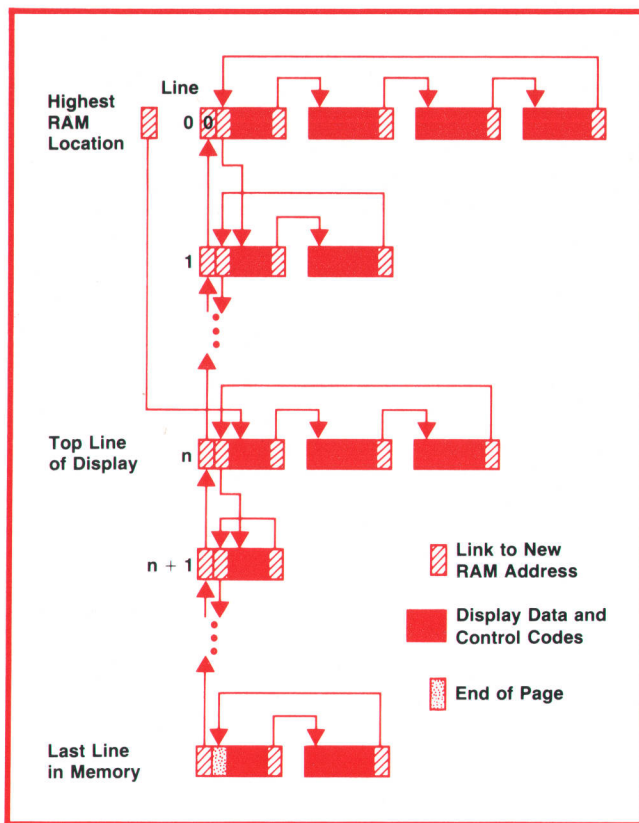 Line
Highest
RAM
Location
0 0
1
Top Line
of Display
n
n + 1
Link to New
RAM Address
Display Data and
Control Codes
End of Page
Last Line
in Memory